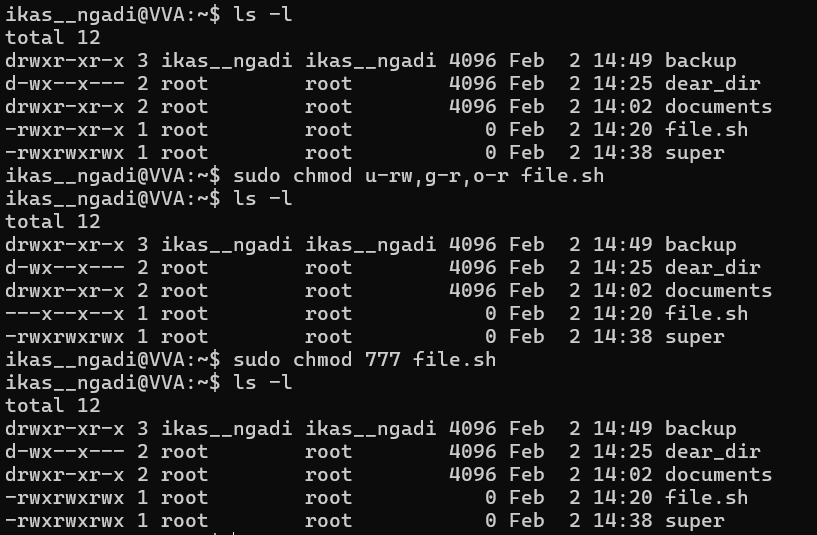 ikas__ngadi@VVA:~$ ls -l
total 12
drwxr-xr-x 3 ikas__ngadi ikas__ngadi 4096 Feb  2 14:49 backup
d-wx--x--- 2 root        root        4096 Feb  2 14:25 dear_dir
drwxr-xr-x 2 root        root        4096 Feb  2 14:02 documents
-rwxr-xr-x 1 root        root           0 Feb  2 14:20 file.sh
-rwxrwxrwx 1 root        root           0 Feb  2 14:38 super
ikas__ngadi@VVA:~$ sudo chmod u-rw,g-r,o-r file.sh
ikas__ngadi@VVA:~$ ls -l
total 12
drwxr-xr-x 3 ikas__ngadi ikas__ngadi 4096 Feb  2 14:49 backup
d-wx--x--- 2 root        root        4096 Feb  2 14:25 dear_dir
drwxr-xr-x 2 root        root        4096 Feb  2 14:02 documents
---x--x--x 1 root        root           0 Feb  2 14:20 file.sh
-rwxrwxrwx 1 root        root           0 Feb  2 14:38 super
ikas__ngadi@VVA:~$ sudo chmod 777 file.sh
ikas__ngadi@VVA:~$ ls -l
total 12
drwxr-xr-x 3 ikas__ngadi ikas__ngadi 4096 Feb  2 14:49 backup
d-wx--x--- 2 root        root        4096 Feb  2 14:25 dear_dir
drwxr-xr-x 2 root        root        4096 Feb  2 14:02 documents
-rwxrwxrwx 1 root        root           0 Feb  2 14:20 file.sh
-rwxrwxrwx 1 root        root           0 Feb  2 14:38 super